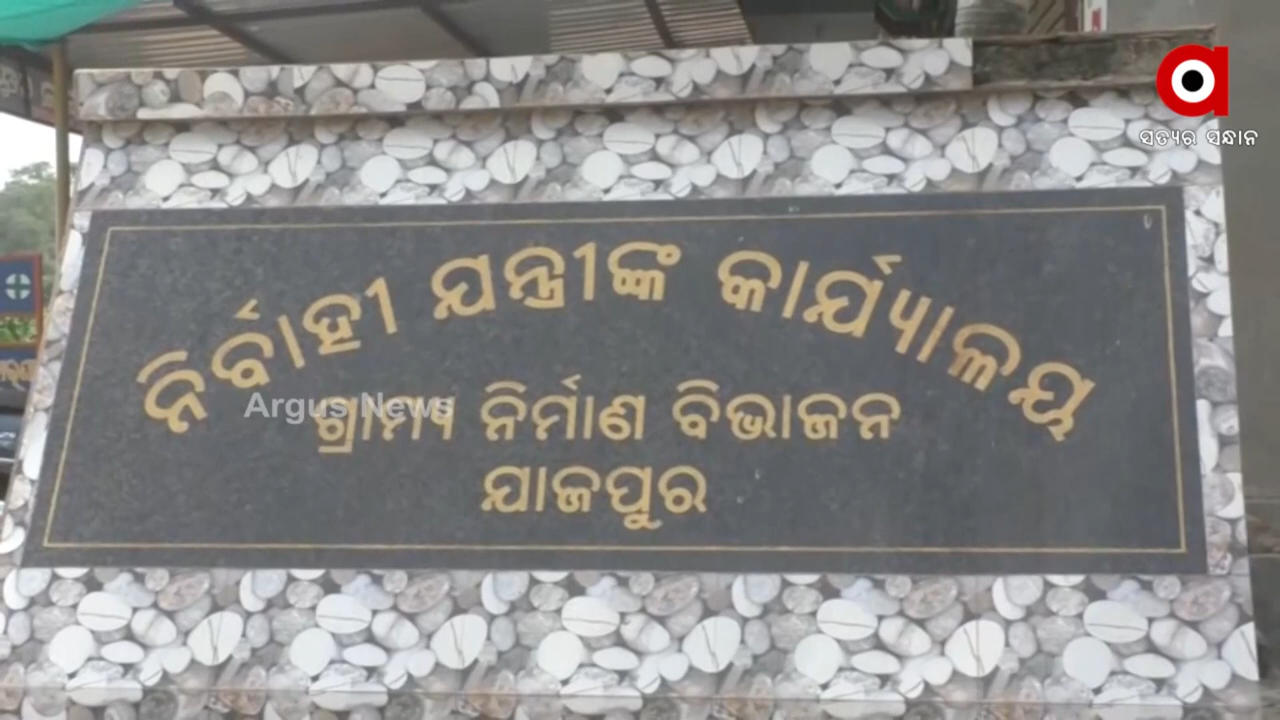 ସତ୍ୟର ସନ୍ଧାନ
ନିର୍ବାହୀ ଯନ୍ତ୍ରୀଙ୍କ କାର୍ଯ୍ୟାଳୟ
ଗ୍ରାମ୍ୟ ନିର୍ମାଣ ବିଭାଜନ
ଯାଜପୁର
Argus News